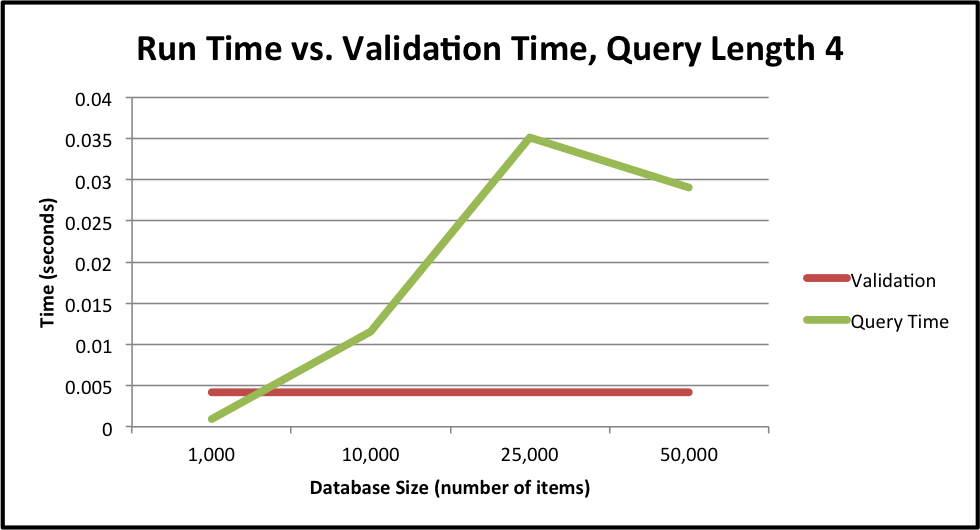 Run Time vs. Validation Time, Query Length 4
0.04
0.035
0.03
0.025
0.02
0.015
0.01
0.005
0
Time (seconds)
1,000 10,000 25,000 50,000
Database Size (number of items)
Validation
Query Time